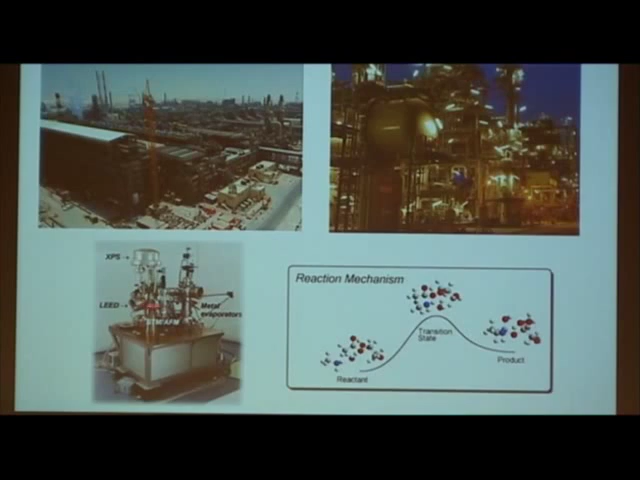 XPS
LEED
Metal
evaporators
STM/AFM
Reaction Mechanism
Transition
State
Reactant
Product